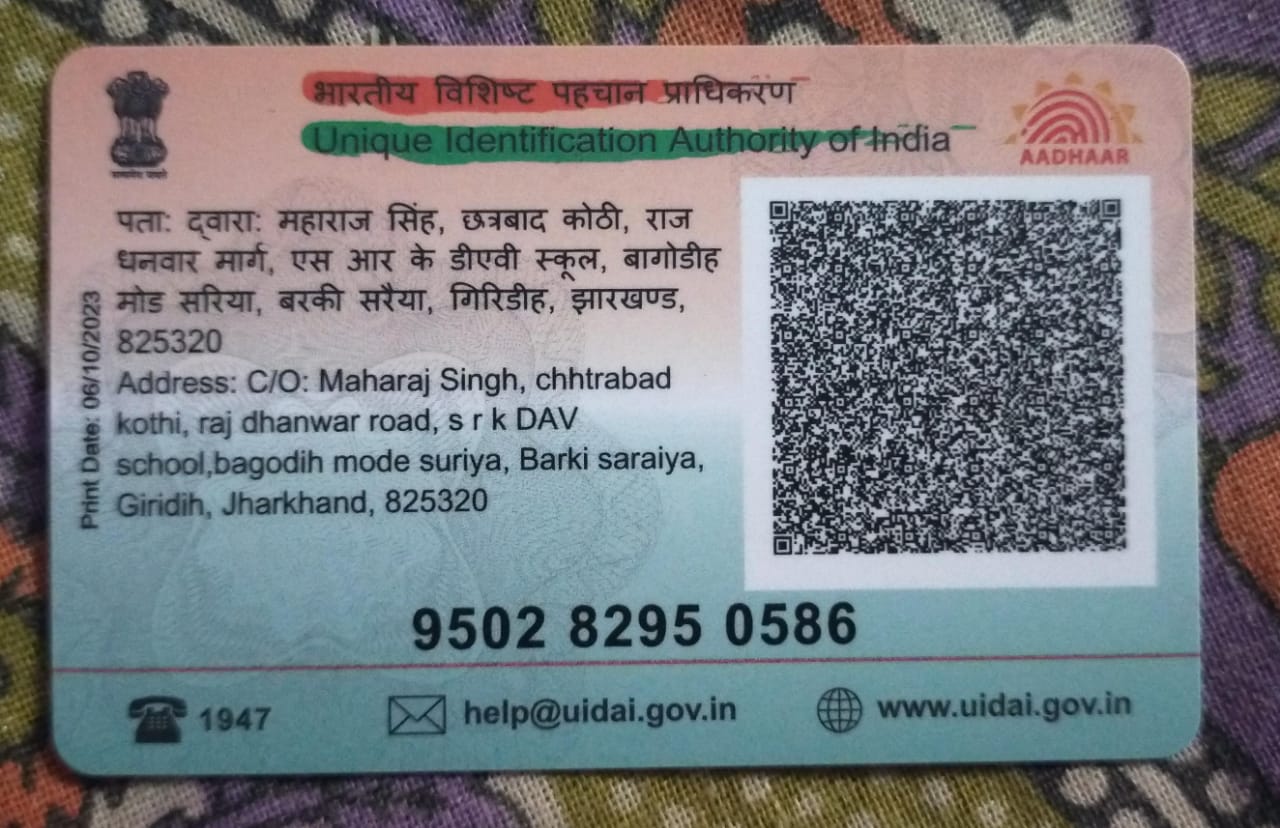 भारतीय विशिष्ट पहचान प्राधिकरण
Unique Identification Authority of India
AADHAAR
पता: द्वारा: महाराज सिंह, छत्रबाद कोठी, राज
धनवार मार्ग, एस आर के डीएवी स्कूल, बागोडीह
मोड सरिया, बरकी सरैया, गिरिडीह, झारखण्ड,
825320
Address: C/O: Maharaj Singh, chhtrabad
kothi, raj dhanwar road, s r k DAV
school,bagodih mode suriya, Barki saraiya,
Giridih, Jharkhand, 825320
Print Date: 06/10/2023
9502 8295 0586
1947
help@uidai.gov.in
www.uidai.gov.in